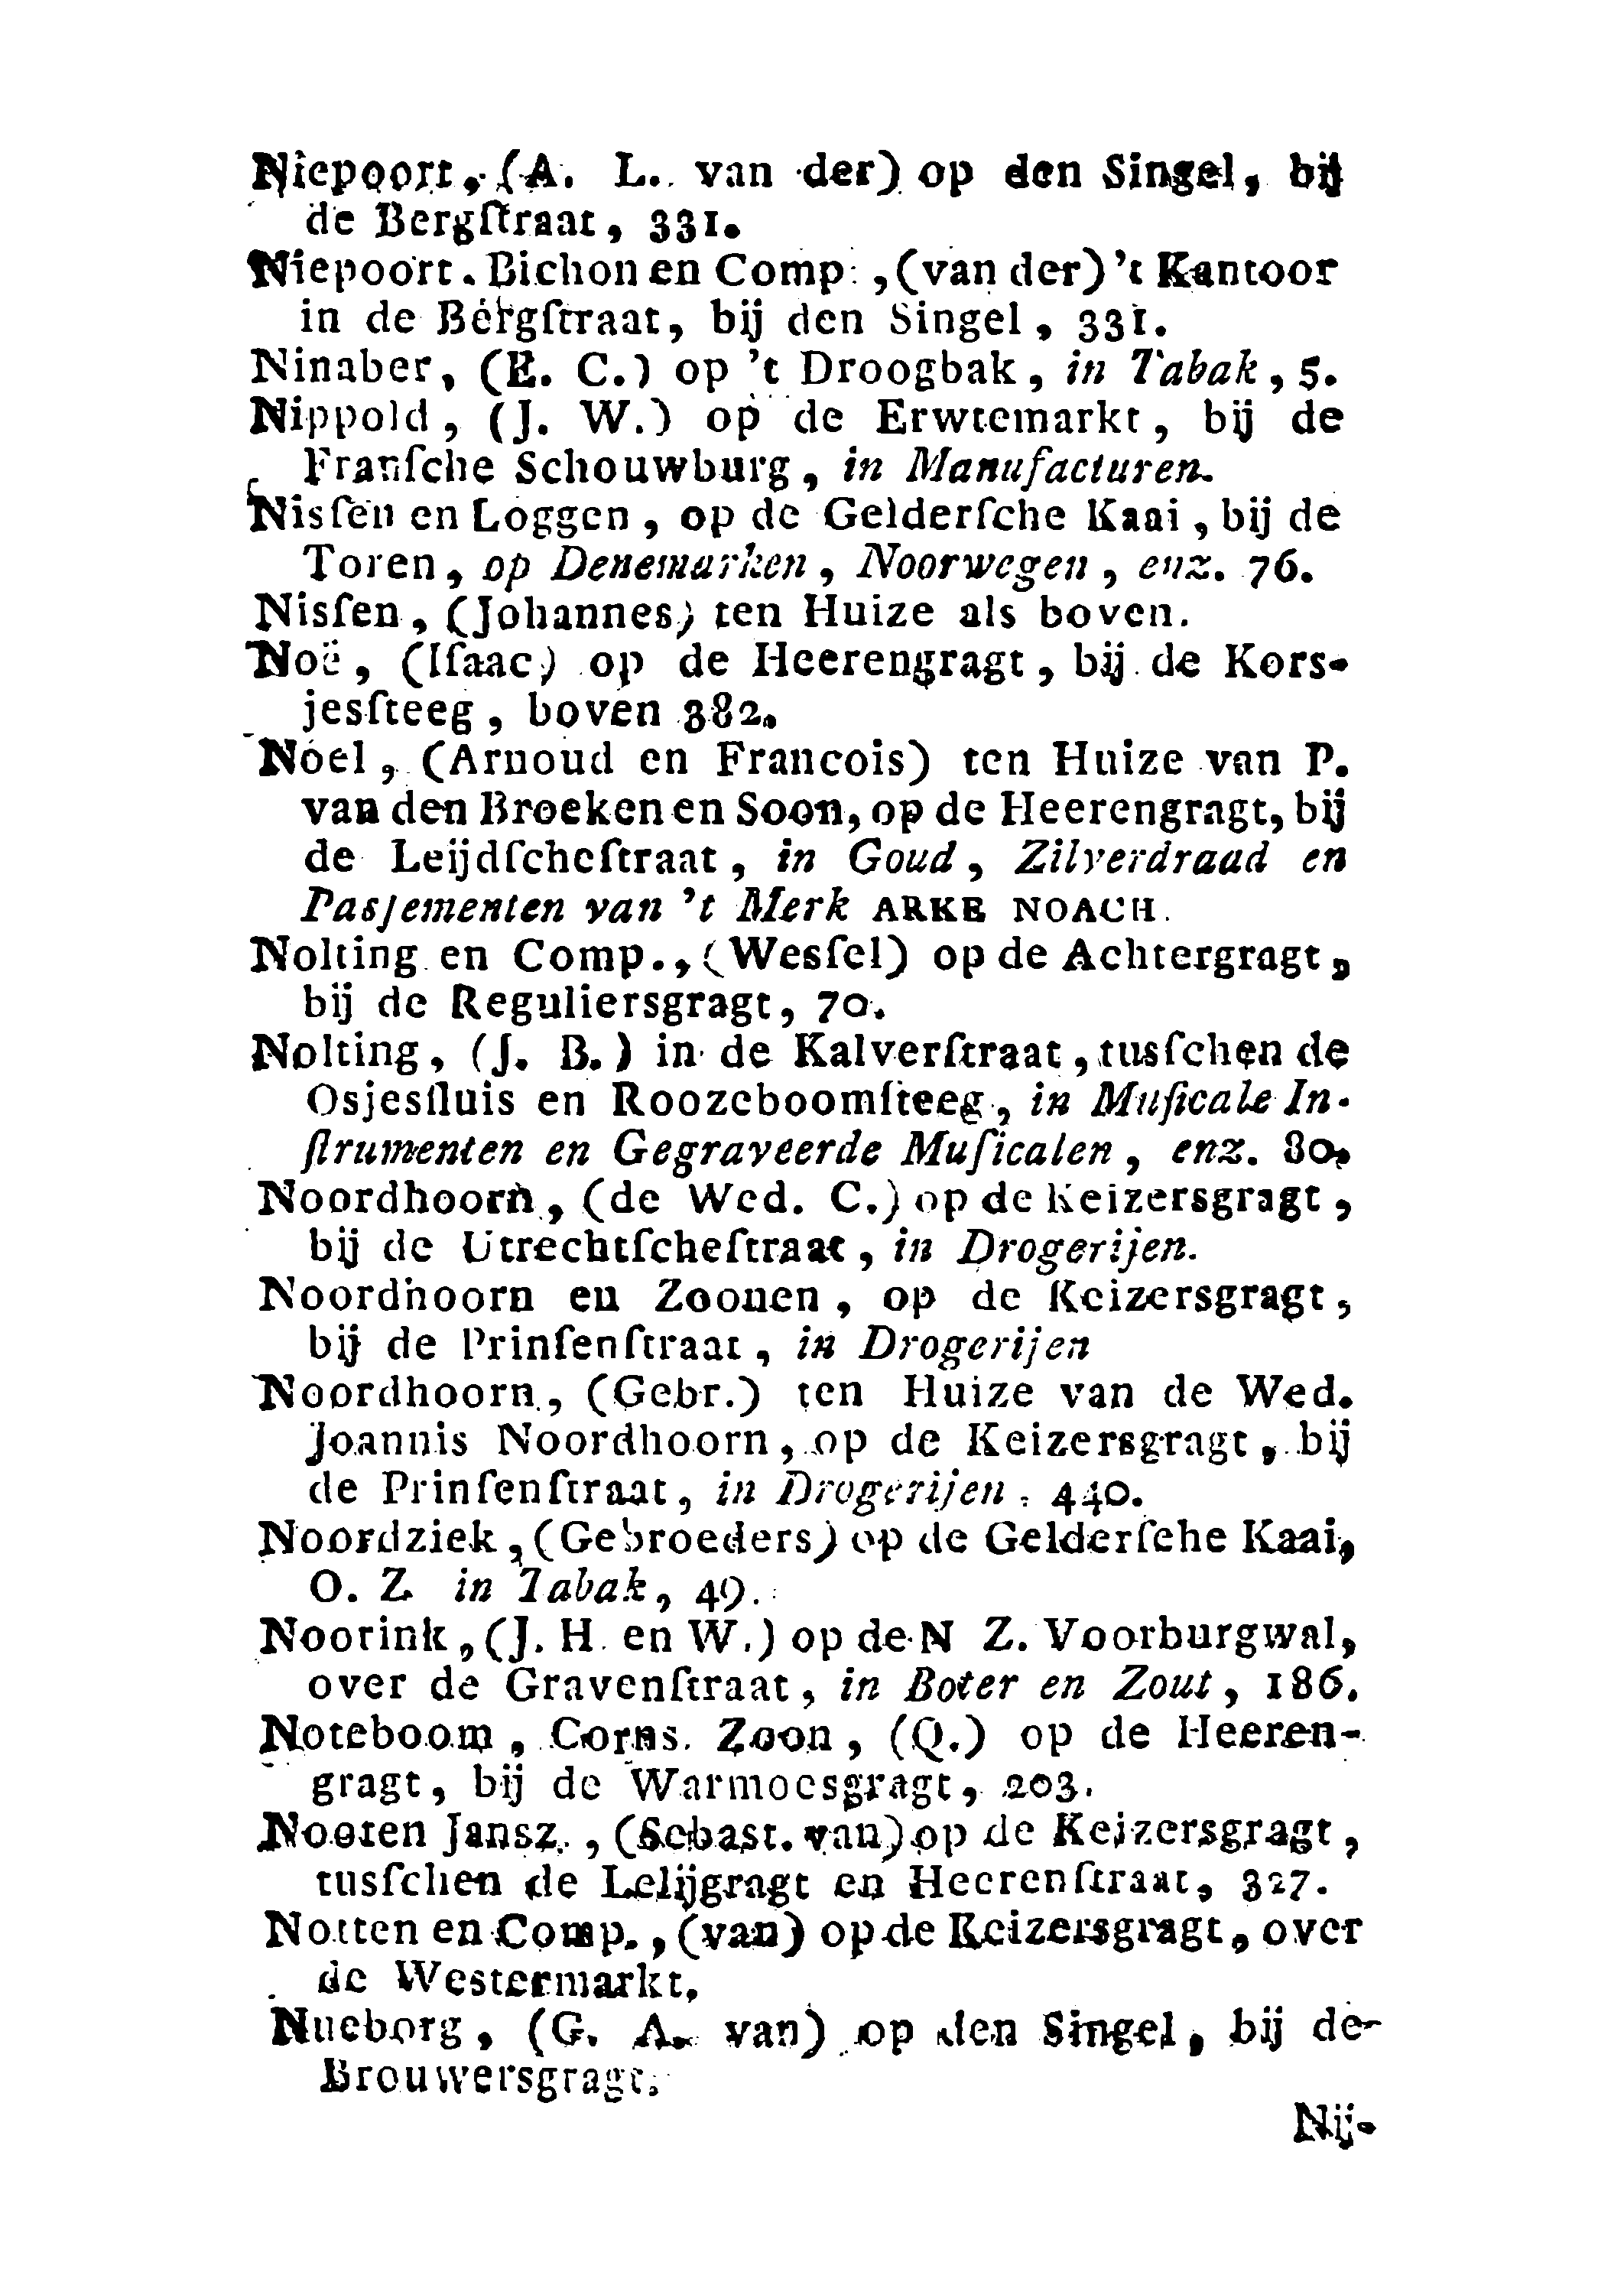 Niepoort, (A. L. van der) op den Singel, bij
de Bergſtraat, 331.
Niepoort. Bichon en Comp:, (van der) 't Kantoor
in de Bergſtraat, bij den Singel, 331.
Ninaber, (E. C.) op 't Droogbak, in Tabak, 5.
Nippold, (J. W.) op de Erwtemarkt, bij de
Franſche Schouwburg, in Manufacturen.
Nisſen en Loggen, op de Gelderſche Kaai, bij de
Toren, op Denemarken, Noorwegen, enz. 76.
Nisſen, (Johannes) ten Huize als boven.
Noë, (Iſaac) op de Heerengragt, bij de Kors-
jesſteeg, boven 382.
Noel, (Arnoud en Francois) ten Huize van P.
van den Broeken en Soon, op de Heerengragt, bij
de Leijdſcheſtraat, in Goud, Zilverdraad en
Pasſementen van 't Merk ARKE NOACH.
Nolting en Comp., (Wesſel) op de Achtergragt,
bij de Reguliersgragt, 70.
Nolting, (J. B.) in de Kalverſtraat, tusſchen de
Osjesſluis en Roozeboomſteeg, in Muſicale In-
ſtrumenten en Gegraveerde Muſicalen, enz. 80.
Noordhoorn, (de Wed. C.) op de Keizersgragt,
bij de Utrechtſcheſtraat, in Drogerijen.
Noordhoorn en Zoonen, op de Keizersgragt,
bij de Prinſenſtraat, in Drogerijen
Noordhoorn, (Gebr.) ten Huize van de Wed.
Joannis Noordhoorn, op de Keizersgragt, bij
de Prinſenſtraat, in Drogerijen, 440.
Noordziek, (Gebroeders) op de Gelderſche Kaai,
O. Z. in Tabak, 49.
Noorink, (J. H. en W.) op de N Z. Voorburgwal,
over de Gravenſtraat, in Boter en Zout, 186.
Noteboom, Corns. Zoon, (Q.) op de Heeren-
gragt, bij de Warmoesgragt, 203.
Nooten Jansz., (Sebast. van) op de Keizersgragt,
tusſchen de Lelijgragt en Heerenſtraat, 327.
Notten en Comp., (van) op de Keizersgragt, over
de Westermarkt.
Nueborg, (G. A. van) op den Singel, bij de
Brouwersgragt.
Nij-